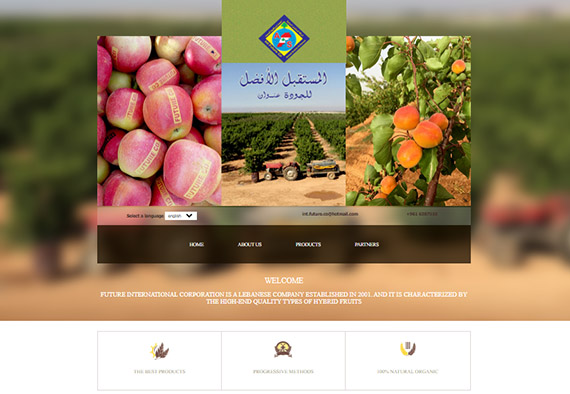 المستقبل الأفضل
للجودة عنوان
Select a language english
int.future.co@hotmail.com
HOME ABOUT US PRODUCTS PARTNERS
WELCOME
FUTURE INTERNATIONAL CORPORATION IS A LEBANESE COMPANY ESTABLISHED IN 2001. AND IT IS CHARACTERIZED BY
THE HIGH-END QUALITY TYPES OF HYBRID FRUITS
THE BEST PRODUCTS PROGRESSIVE METHODS 100% NATURAL ORGANIC